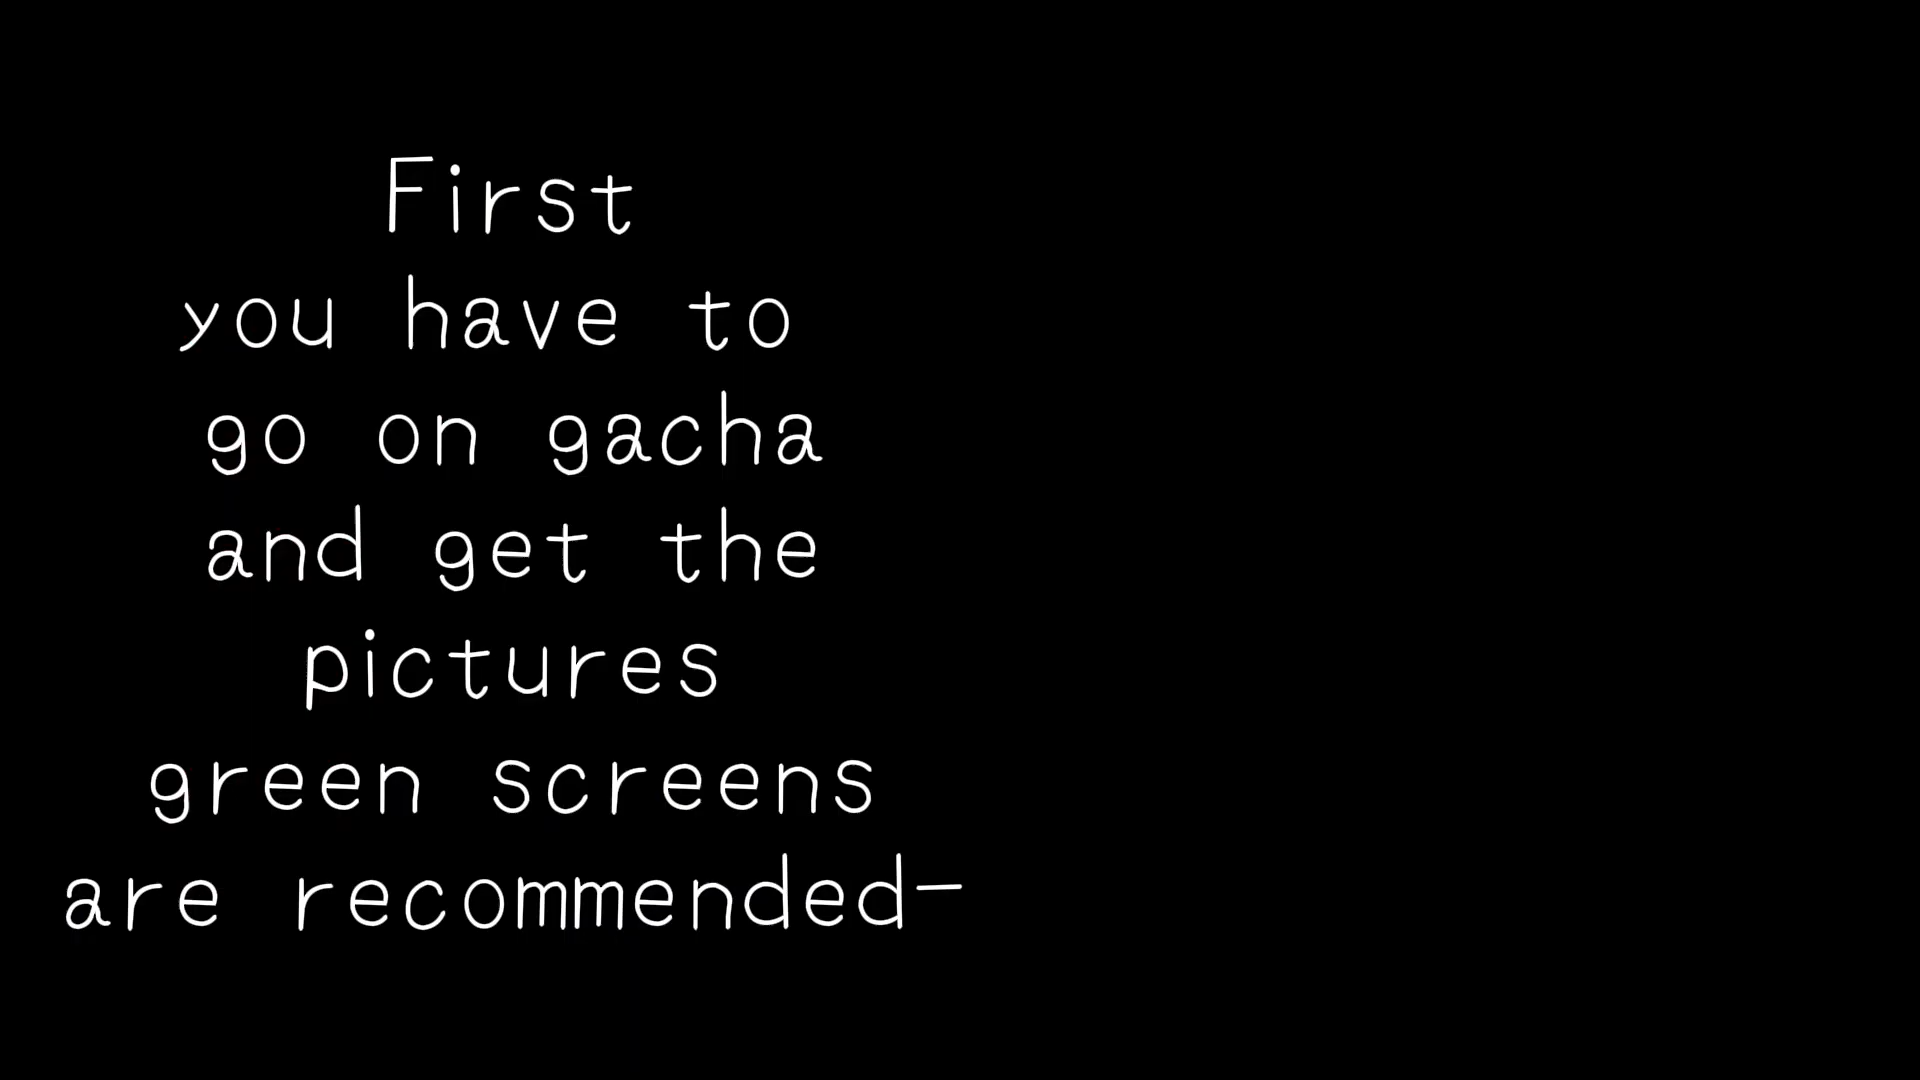 First
you have to
go on gacha
and get the
pictures
green screens
are recommended-